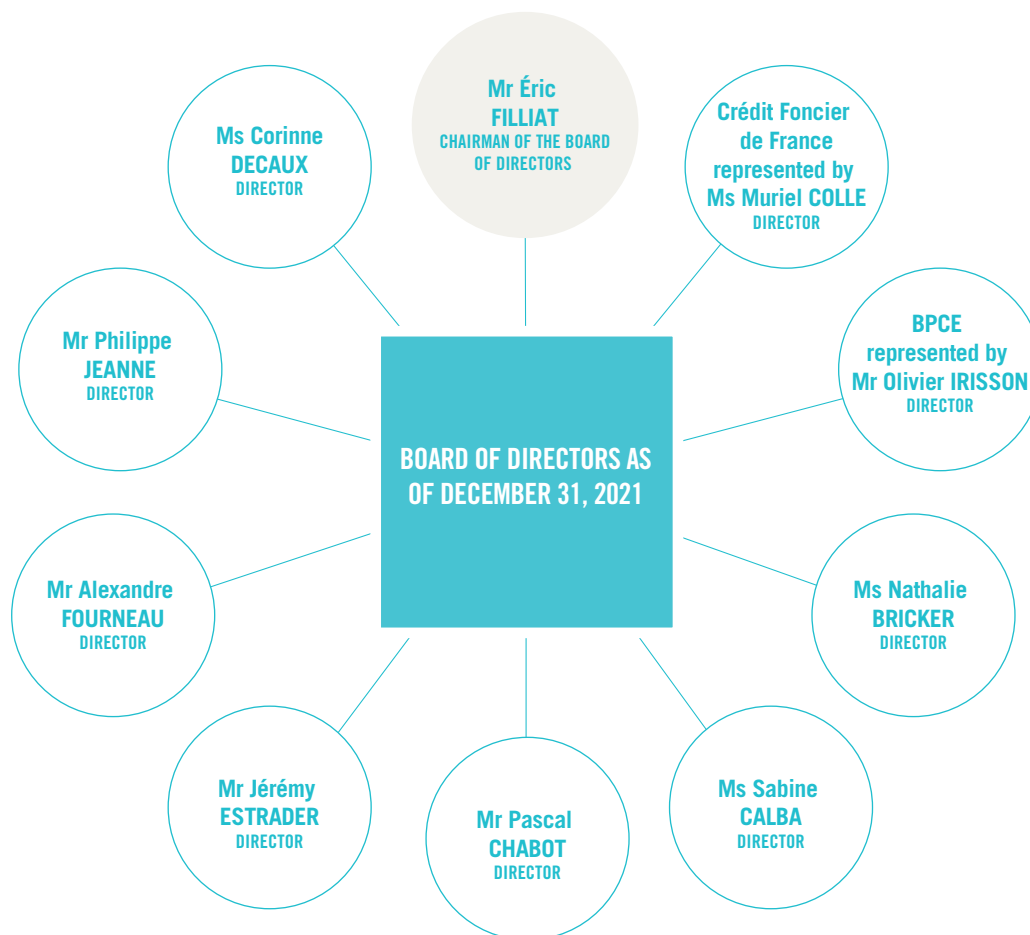 Mr Éric
FILLIAT
CHAIRMAN OF THE BOARD
OF DIRECTORS
Crédit Foncier
de France
represented by
Ms Muriel COLLE
DIRECTOR
BPCE
represented by
Mr Olivier IRISSON
DIRECTOR
Ms Nathalie
BRICKER
DIRECTOR
Ms Sabine
CALBA
DIRECTOR
Mr Pascal
CHABOT
DIRECTOR
Mr Jérémy
ESTRADER
DIRECTOR
Mr Alexandre
FOURNEAU
DIRECTOR
Mr Philippe
JEANNE
DIRECTOR
Ms Corinne
DECAUX
DIRECTOR
BOARD OF DIRECTORS AS
OF DECEMBER 31, 2021